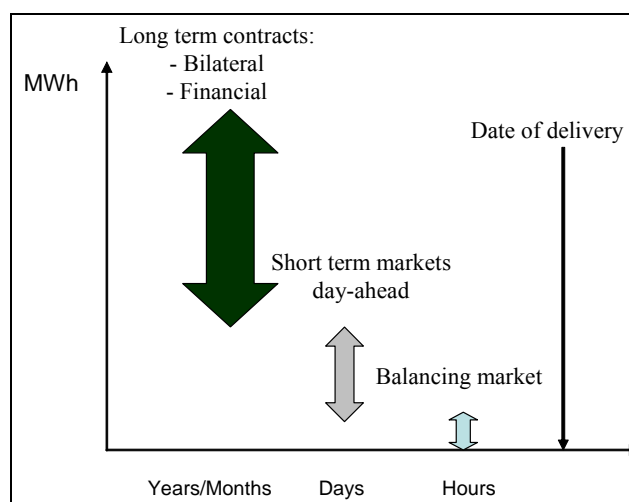 Long term contracts:
- Bilateral
- Financial
MWh
Date of delivery
Short term markets
day-ahead
Balancing market
Years/Months
Days
Hours